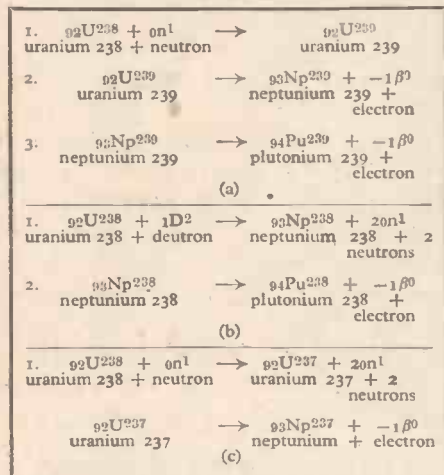 1. 92U238 + 0n1 → 92U239
uranium 238 + neutron uranium 239
2. 92U239 → 93Np239 + −1β0
uranium 239 neptunium 239 +
electron
3. 93Np239 → 94Pu239 + −1β0
neptunium 239 plutonium 239 +
electron
(a)
1. 92U238 + 1D2 → 93Np238 + 20n1
uranium 238 + deutron neptunium 238 + 2
neutrons
2. 93Np238 → 94Pu238 + −1β0
neptunium 238 plutonium 238 +
electron
(b)
1. 92U238 + 0n1 → 92U237 + 20n1
uranium 238 + neutron uranium 237 + 2
neutrons
92U237 → 93Np237 + −1β0
uranium 237 neptunium + electron
(c)